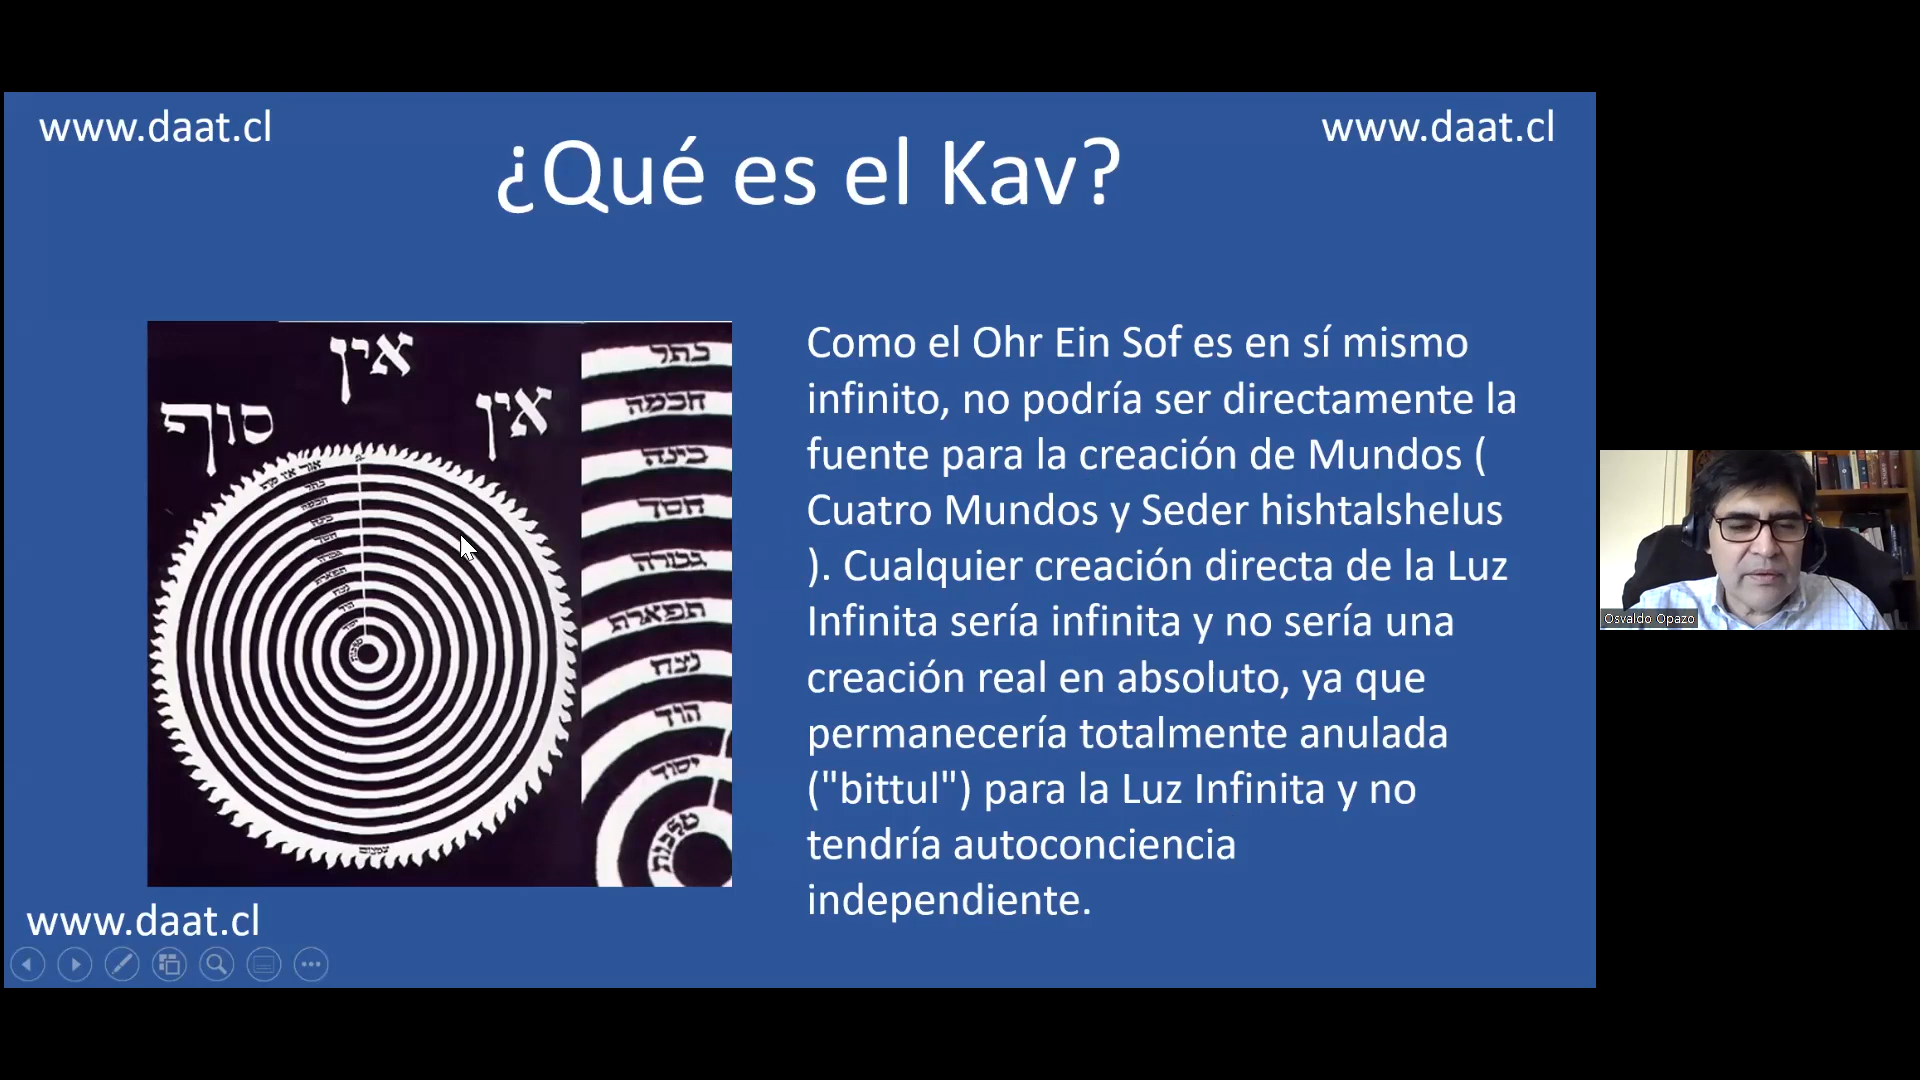 www.daat.cl
www.daat.cl
¿Qué es el Kav?
אין
סוף
אין
כתר
חכמה
בינה
חסד
גבורה
תפארת
נצח
הוד
יסוד
מלכות
Como el Ohr Ein Sof es en sí mismo
infinito, no podría ser directamente la
fuente para la creación de Mundos (
Cuatro Mundos y Seder hishtalshelus
). Cualquier creación directa de la Luz
Infinita sería infinita y no sería una
creación real en absoluto, ya que
permanecería totalmente anulada
("bittul") para la Luz Infinita y no
tendría autoconciencia
independiente.
www.daat.cl
Osvaldo Opazo